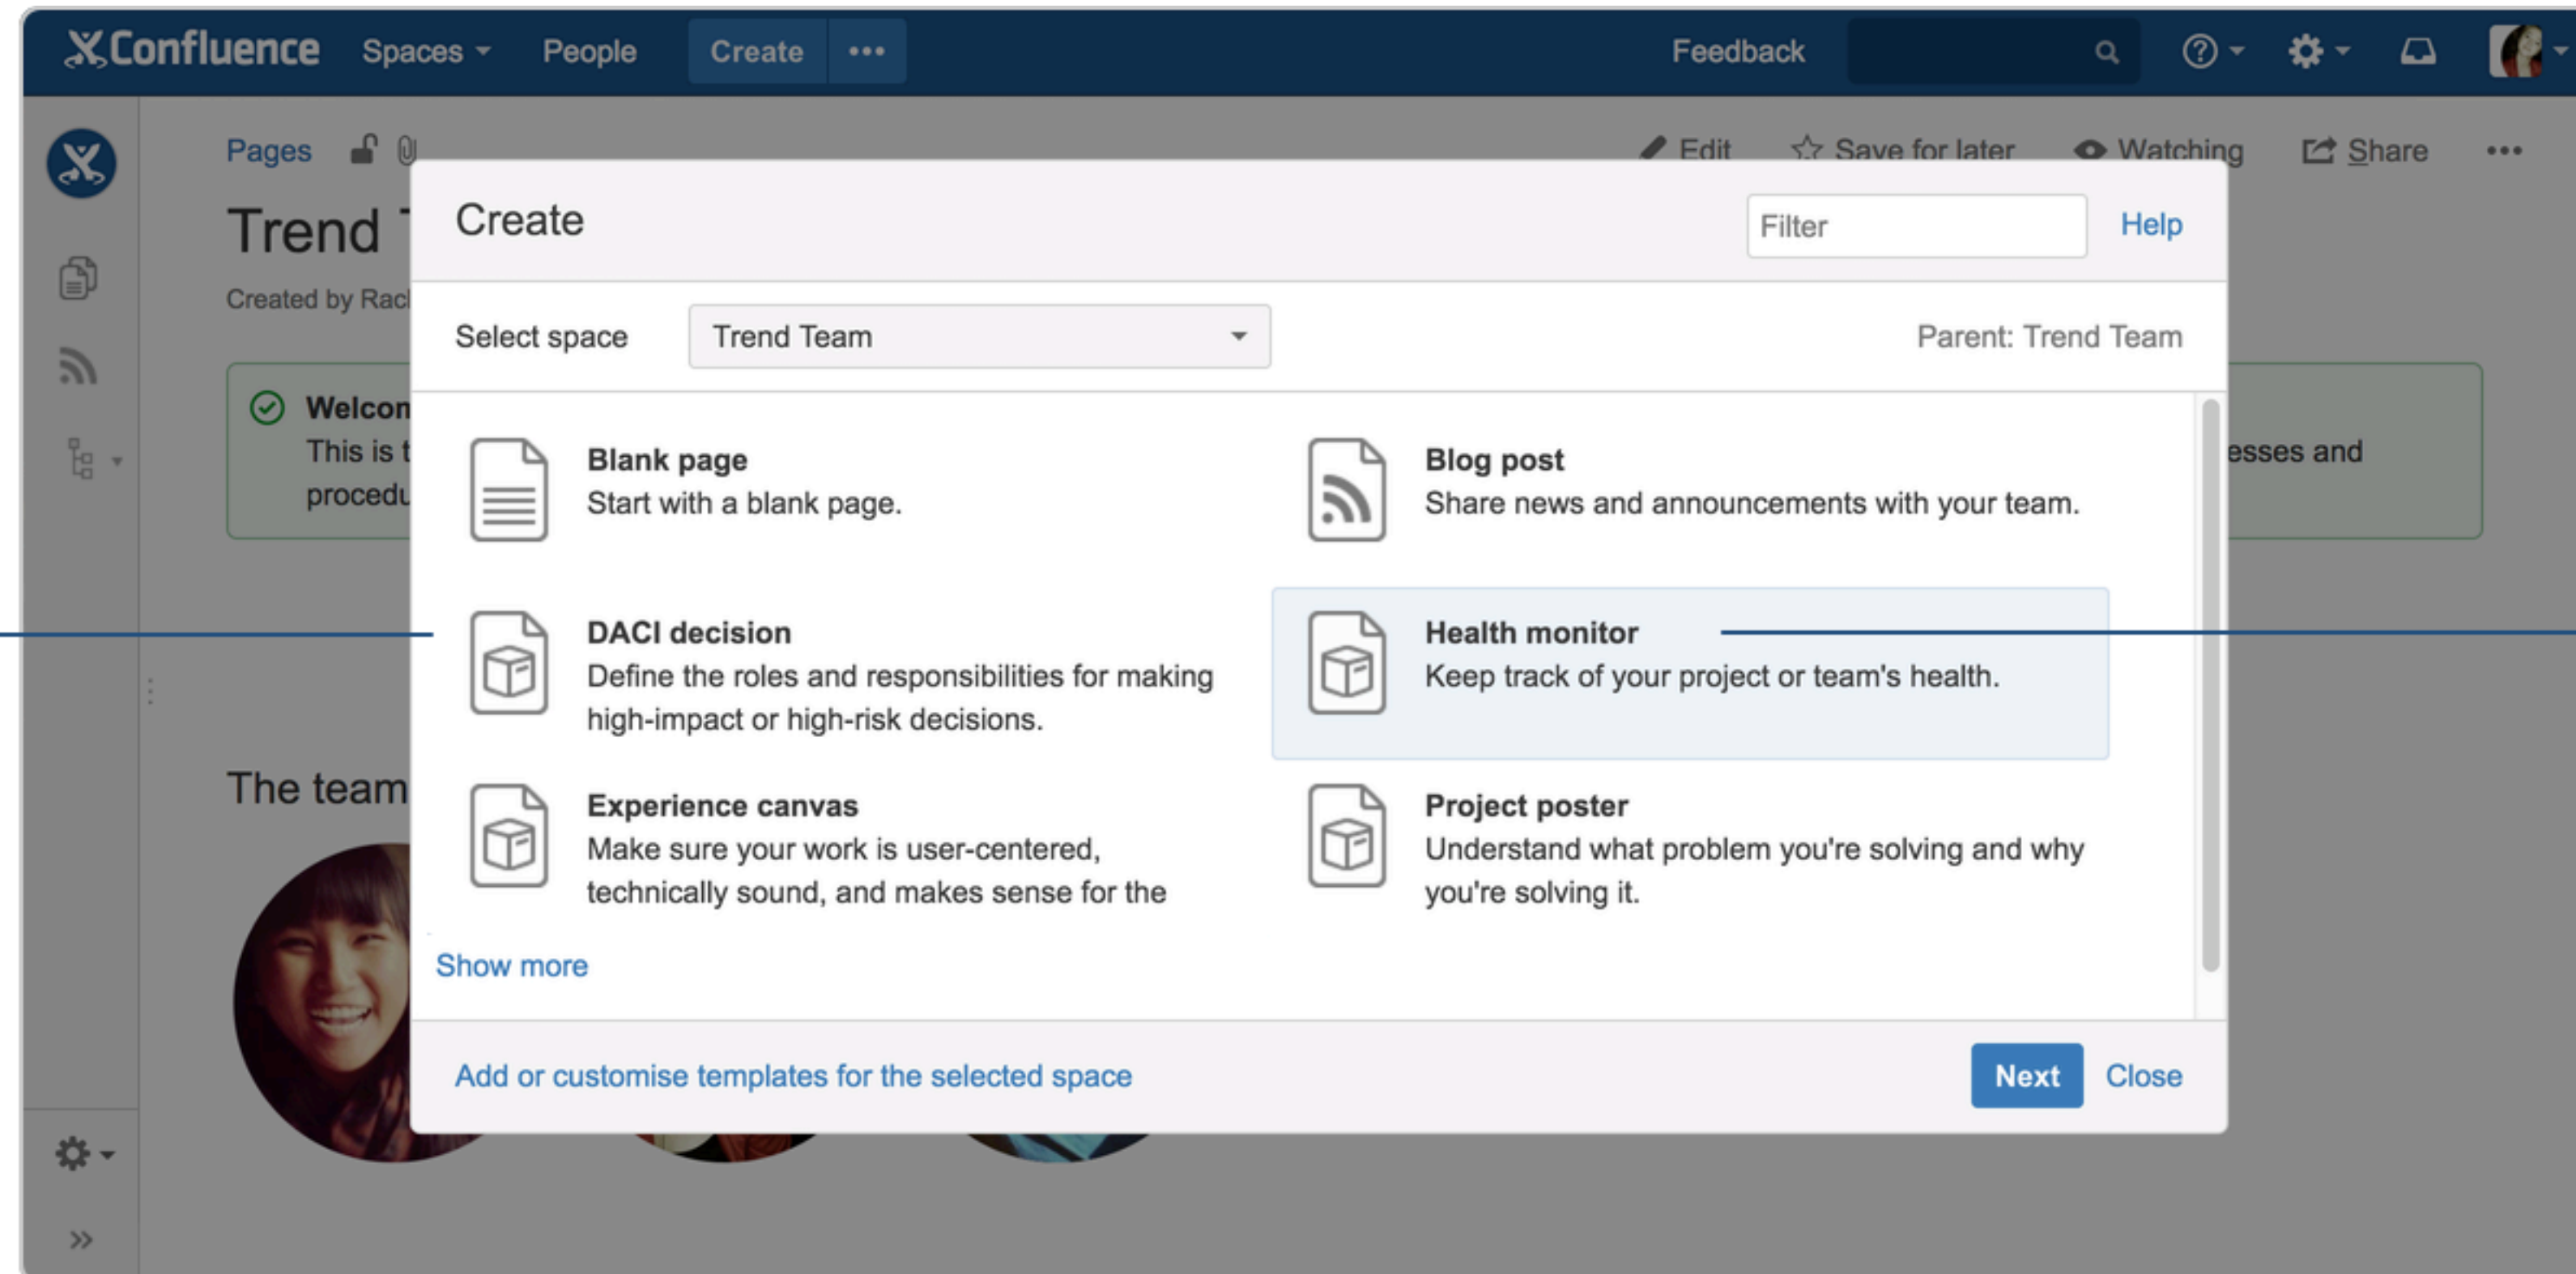 Confluence Spaces People Create Feedback
Pages Edit Save for later Watching Share
Trend
Created by
Create Filter Help
Select space Trend Team Parent: Trend Team
This is
esses and
Blank page
Start with a blank page.
Blog post
Share news and announcements with your team.
DACI decision
Define the roles and responsibilities for making
high-impact or high-risk decisions.
Health monitor
Keep track of your project or team's health.
The team
Experience canvas
Make sure your work is user-centered,
technically sound, and makes sense for the
Project poster
Understand what problem you're solving and why
you're solving it.
Show more
Add or customise templates for the selected space Next Close